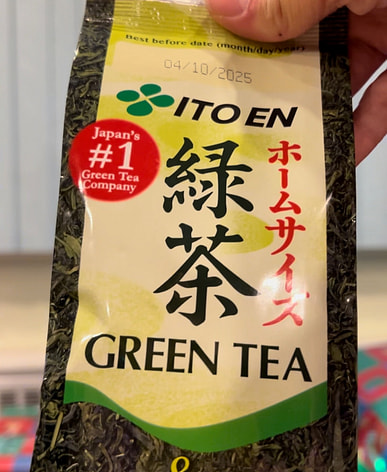 Best before date (month/day/year)
04/10/2025
ITO EN
Japan's
#1
Green Tea
Company
緑茶
ホームサイズ
GREEN TEA
&